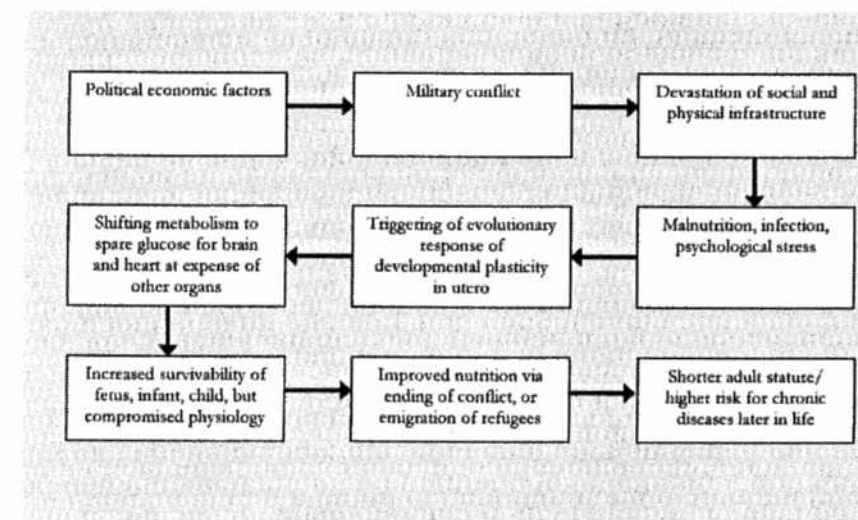 Political economic factors
Military conflict
Devastation of social and
physical infrastructure
Malnutrition, infection,
psychological stress
Triggering of evolutionary
response of
developmental plasticity
in utero
Shifting metabolism to
spare glucose for brain
and heart at expense of
other organs
Increased survivability of
fetus, infant, child, but
compromised physiology
Improved nutrition via
ending of conflict, or
emigration of refugees
Shorter adult stature/
higher risk for chronic
diseases later in life